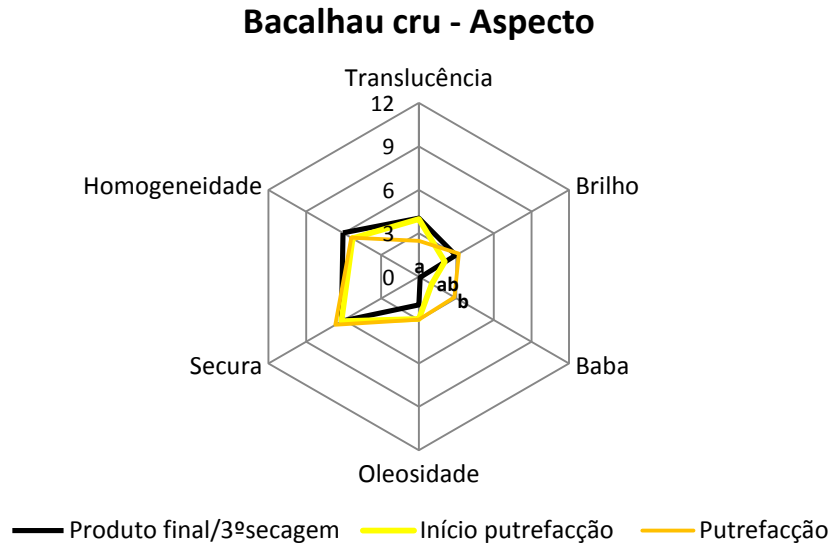 Bacalhau cru - Aspecto
Translucência
12
9
Homogeneidade
6
Brilho
3
a
0
ab
b
Secura
Baba
Oleosidade
Produto final/3ºsecagem
Início putrefacção
Putrefacção